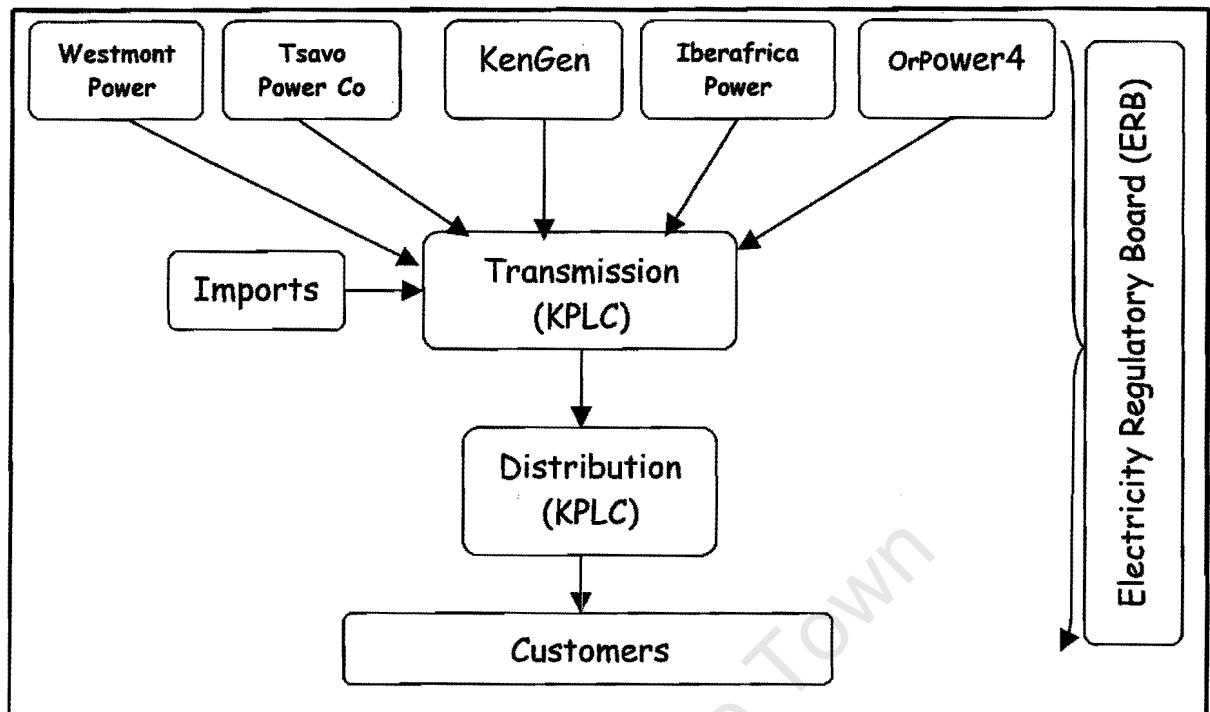 Westmont
Power
Tsavo
Power Co
KenGen
Iberafrica
Power
OrPower4
Electricity Regulatory Board (ERB)
Imports
Transmission
(KPLC)
Distribution
(KPLC)
Customers
Town